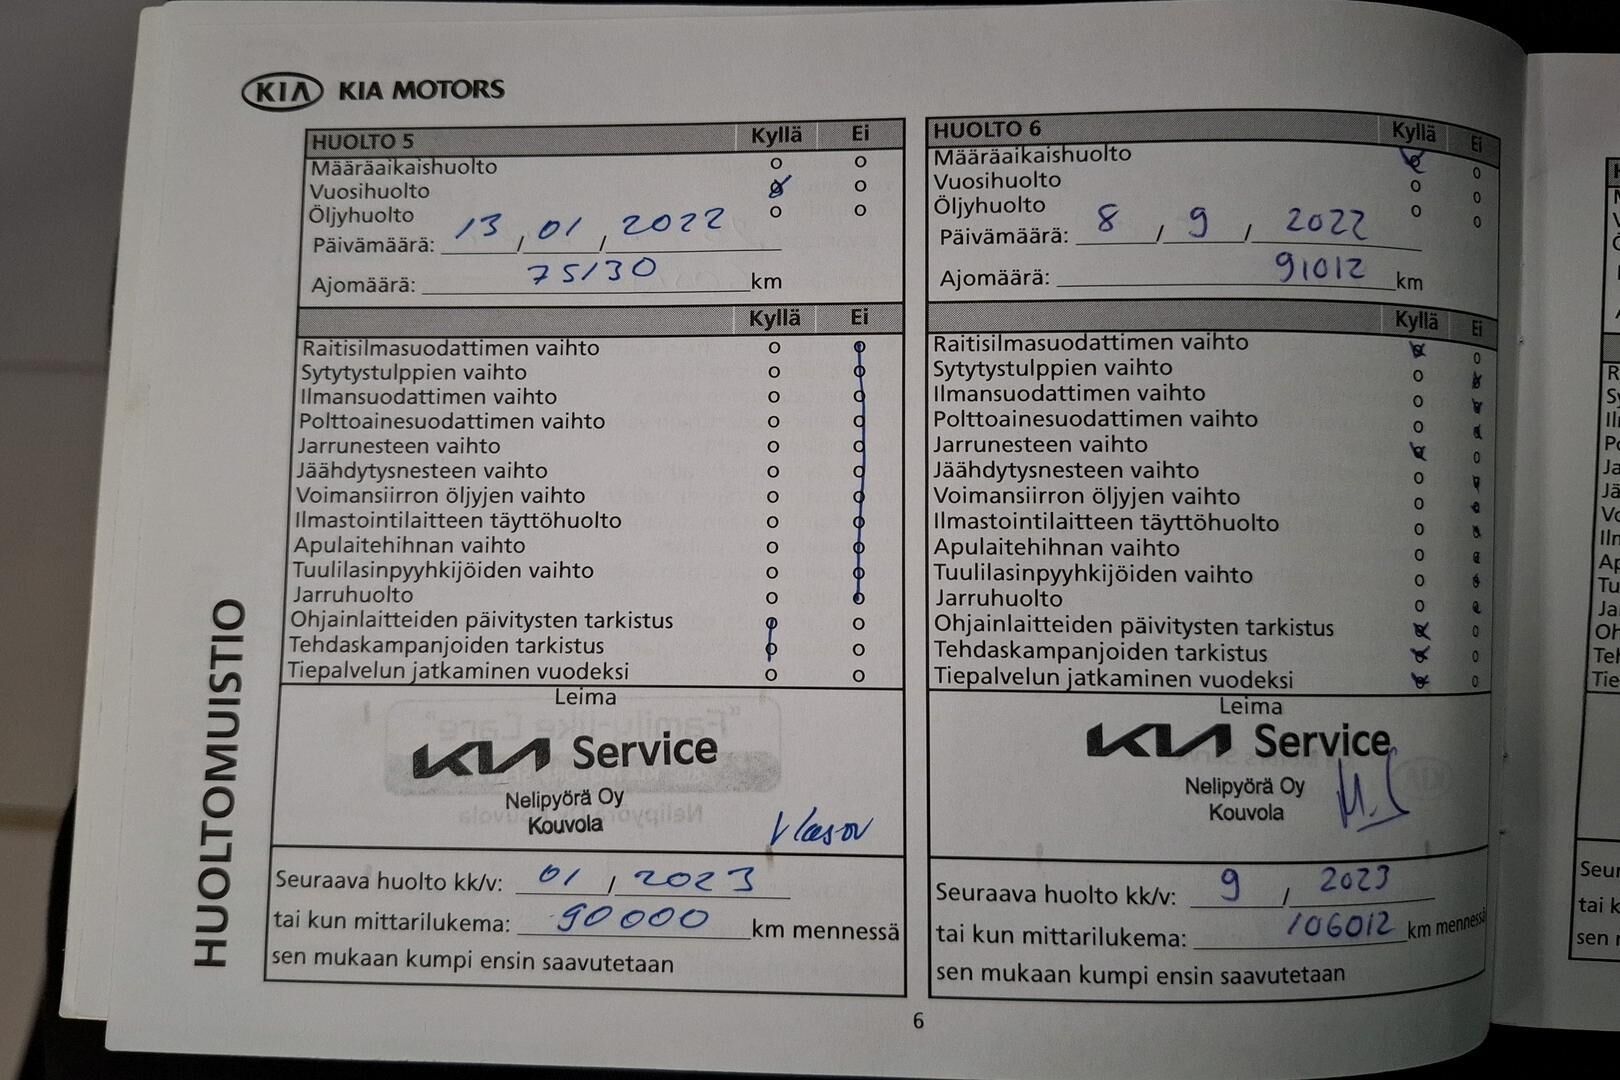 KIA KIA MOTORS
HUOLTOMUISTIO
HUOLTO 5 Kyllä Ei
Määräaikaishuolto o o
Vuosihuolto o o
Öljyhuolto o o
Päivämäärä: 13 / 01 / 2022
Ajomäärä: 75130 km
Kyllä Ei
Raitisilmasuodattimen vaihto o o
Sytytystulppien vaihto o o
Ilmansuodattimen vaihto o o
Polttoainesuodattimen vaihto o o
Jarrunesteen vaihto o o
Jäähdytysnesteen vaihto o o
Voimansiirron öljyjen vaihto o o
Ilmastointilaitteen täyttöhuolto o o
Apulaitehihnan vaihto o o
Tuulilasinpyyhkijöiden vaihto o o
Jarruhuolto o o
Ohjainlaitteiden päivitysten tarkistus o o
Tehdaskampanjoiden tarkistus o o
Tiepalvelun jatkaminen vuodeksi o o
Leima
KIA Service
Nelipyörä Oy
Kouvola
Vlasov
Seuraava huolto kk/v: 01 / 2023
tai kun mittarilukema: 90000 km mennessä
sen mukaan kumpi ensin saavutetaan
HUOLTO 6 Kyllä Ei
Määräaikaishuolto o o
Vuosihuolto o o
Öljyhuolto o o
Päivämäärä: 8 / 9 / 2022
Ajomäärä: 91012 km
Kyllä Ei
Raitisilmasuodattimen vaihto o o
Sytytystulppien vaihto o o
Ilmansuodattimen vaihto o o
Polttoainesuodattimen vaihto o o
Jarrunesteen vaihto o o
Jäähdytysnesteen vaihto o o
Voimansiirron öljyjen vaihto o o
Ilmastointilaitteen täyttöhuolto o o
Apulaitehihnan vaihto o o
Tuulilasinpyyhkijöiden vaihto o o
Jarruhuolto o o
Ohjainlaitteiden päivitysten tarkistus o o
Tehdaskampanjoiden tarkistus o o
Tiepalvelun jatkaminen vuodeksi o o
Leima
KIA Service
Nelipyörä Oy
Kouvola
Seuraava huolto kk/v: 9 / 2023
tai kun mittarilukema: 106012 km mennessä
sen mukaan kumpi ensin saavutetaan
6